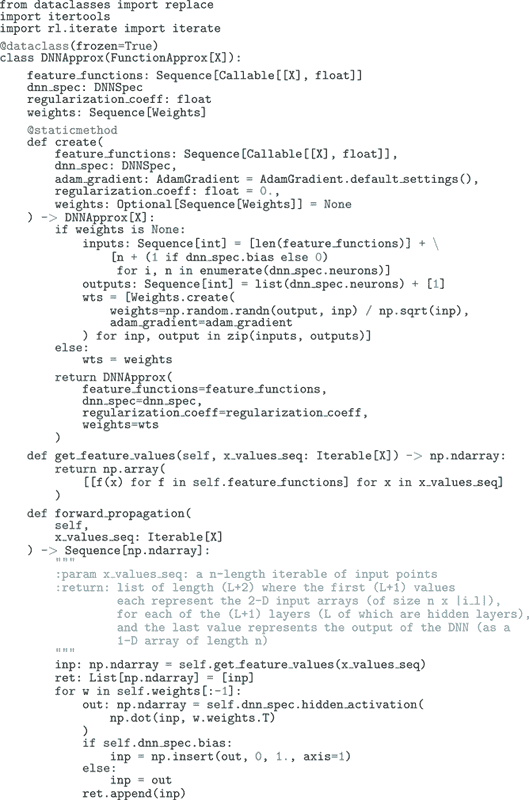 from dataclasses import replace
import itertools
import rl.iterate import iterate
@dataclass(frozen=True)
class DNNApprox(FunctionApprox[X]):
    feature_functions: Sequence[Callable[[X], float]]
    dnn_spec: DNNSpec
    regularization_coeff: float
    weights: Sequence[Weights]
    @staticmethod
    def create(
        feature_functions: Sequence[Callable[[X], float]],
        dnn_spec: DNNSpec,
        adam_gradient: AdamGradient = AdamGradient.default_settings(),
        regularization_coeff: float = 0.,
        weights: Optional[Sequence[Weights]] = None
    ) -> DNNApprox[X]:
        if weights is None:
            inputs: Sequence[int] = [len(feature_functions)] + \
                [n + (1 if dnn_spec.bias else 0)
                 for i, n in enumerate(dnn_spec.neurons)]
            outputs: Sequence[int] = list(dnn_spec.neurons) + [1]
            wts = [Weights.create(
                weights=np.random.randn(output, inp) / np.sqrt(inp),
                adam_gradient=adam_gradient
            ) for inp, output in zip(inputs, outputs)]
        else:
            wts = weights
        return DNNApprox(
            feature_functions=feature_functions,
            dnn_spec=dnn_spec,
            regularization_coeff=regularization_coeff,
            weights=wts
        )
    def get_feature_values(self, x_values_seq: Iterable[X]) -> np.ndarray:
        return np.array(
            [[f(x) for f in self.feature_functions] for x in x_values_seq]
        )
    def forward_propagation(
        self,
        x_values_seq: Iterable[X]
    ) -> Sequence[np.ndarray]:
        """
        :param x_values_seq: a n-length iterable of input points
        :return: list of length (L+2) where the first (L+1) values
                 each represent the 2-D input arrays (of size n x |i_l|),
                 for each of the (L+1) layers (L of which are hidden layers),
                 and the last value represents the output of the DNN (as a
                 1-D array of length n)
        """
        inp: np.ndarray = self.get_feature_values(x_values_seq)
        ret: List[np.ndarray] = [inp]
        for w in self.weights[:-1]:
            out: np.ndarray = self.dnn_spec.hidden_activation(
                np.dot(inp, w.weights.T)
            )
            if self.dnn_spec.bias:
                inp = np.insert(out, 0, 1., axis=1)
            else:
                inp = out
            ret.append(inp)